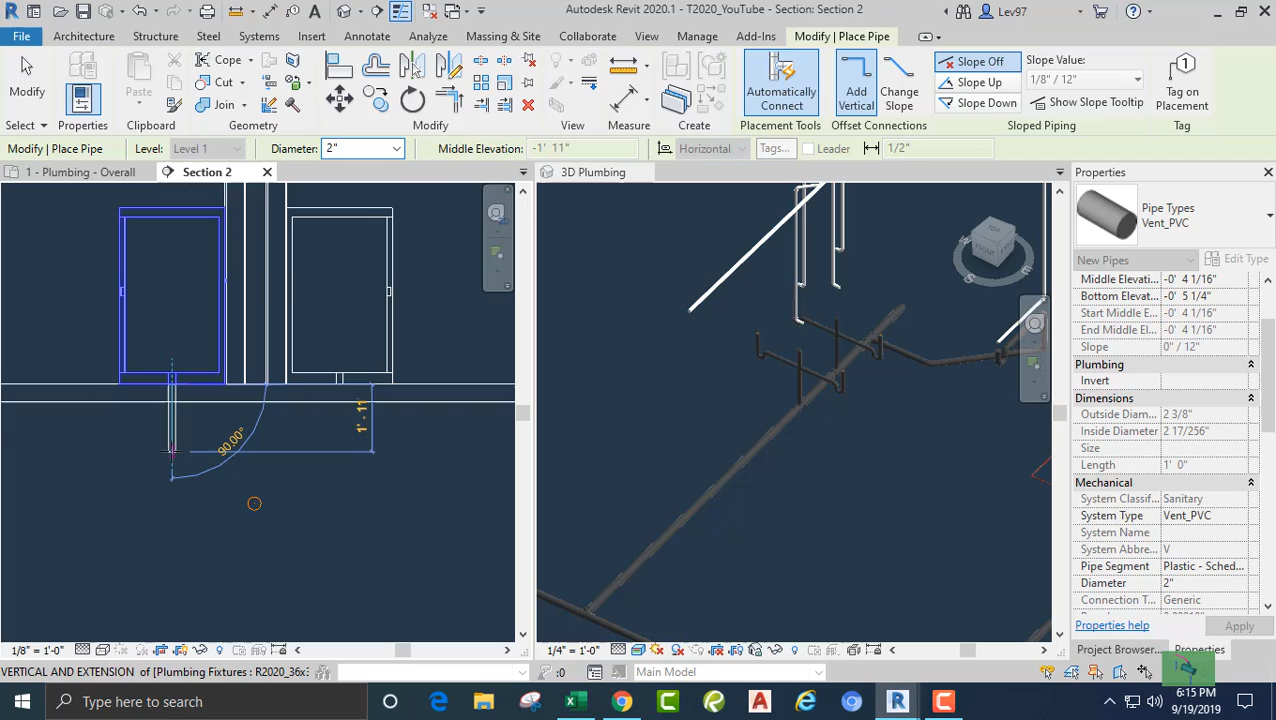 Autodesk Revit 2020.1 - T2020_YouTube - Section: Section 2
Lev97
File Architecture Structure Steel Systems Insert Annotate Analyze Massing & Site Collaborate View Manage Add-Ins Modify | Place Pipe
Modify
Paste
Cope
Cut
Join
Automatically
Connect
Add
Vertical
Change
Slope
Slope Off
Slope Up
Slope Down
Slope Value:
1/8" / 12"
Show Slope Tooltip
Tag on
Placement
Select Properties Clipboard Geometry Modify View Measure Create Placement Tools Offset Connections Sloped Piping Tag
Modify | Place Pipe Level: Level 1 Diameter: 2" Middle Elevation: -1' 11" Horizontal Tags... Leader 1/2"
1 - Plumbing - Overall Section 2 3D Plumbing Properties
90.00°
1' - 11"
Pipe Types
Vent_PVC
New Pipes Edit Type
Middle Elevati... -0' 4 1/16"
Bottom Elevat... -0' 5 1/4"
Start Middle E... -0' 4 1/16"
End Middle El... -0' 4 1/16"
Slope 0" / 12"
Plumbing
Invert
Dimensions
Outside Diam... 2 3/8"
Inside Diameter 2 17/256"
Size
Length 1' 0"
Mechanical
System Classif... Sanitary
System Type Vent_PVC
System Name
System Abbre... V
Pipe Segment Plastic - Sched...
Diameter 2"
Connection T... Generic
Properties help Apply
1/8" = 1'-0" 1/4" = 1'-0" Project Browser... Properties
VERTICAL AND EXTENSION of [Plumbing Fixtures : R2020_36x :0 Main Model
Type here to search
6:15 PM
9/19/2019